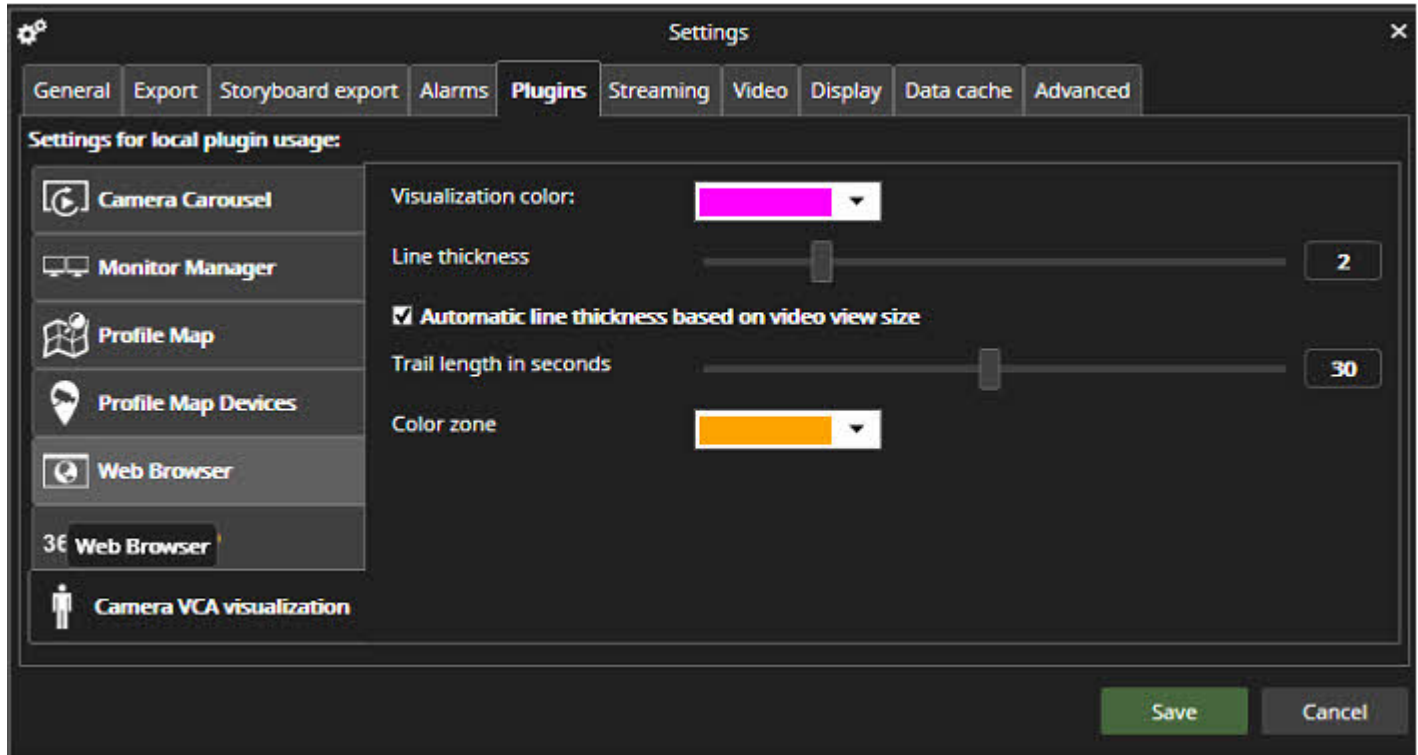 Settings
General Export Storyboard export Alarms Plugins Streaming Video Display Data cache Advanced
Settings for local plugin usage:
Camera Carousel
Monitor Manager
Profile Map
Profile Map Devices
Web Browser
36 Web Browser
Camera VCA visualization
Visualization color:
Line thickness 2
Automatic line thickness based on video view size
Trail length in seconds 30
Color zone
Save Cancel